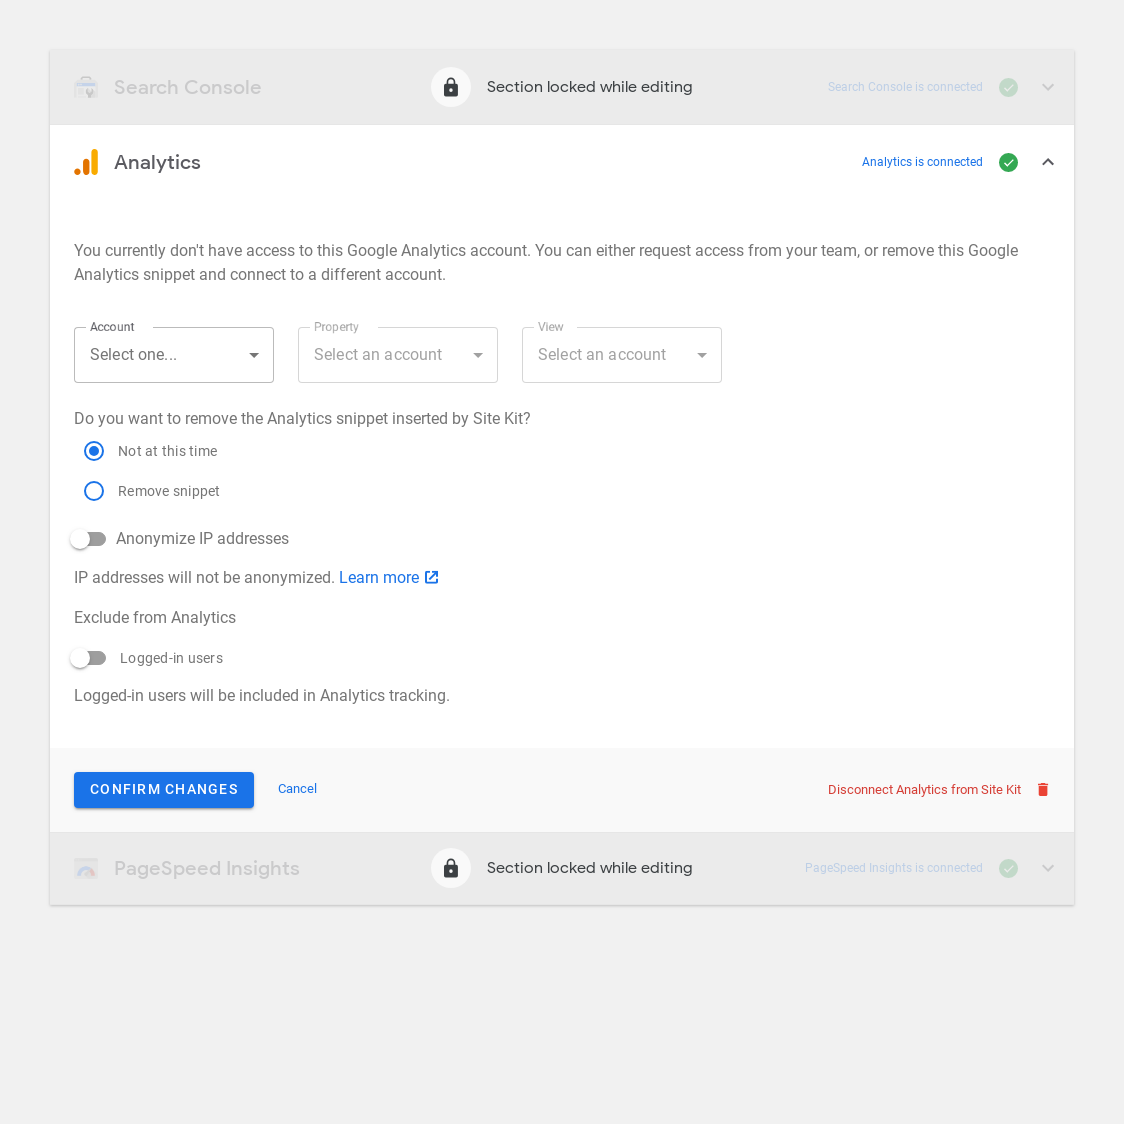 Search Console
Section locked while editing
Search Console is connected
Analytics
Analytics is connected
You currently don't have access to this Google Analytics account. You can either request access from your team, or remove this Google
Analytics snippet and connect to a different account.
Account
Property
View
Select one...
Select an account
Select an account
Do you want to remove the Analytics snippet inserted by Site Kit?
Not at this time
Remove snippet
Anonymize IP addresses
IP addresses will not be anonymized. Learn more
Exclude from Analytics
Logged-in users
Logged-in users will be included in Analytics tracking.
CONFIRM CHANGES
Cancel
Disconnect Analytics from Site Kit
PageSpeed Insights
Section locked while editing
PageSpeed Insights is connected